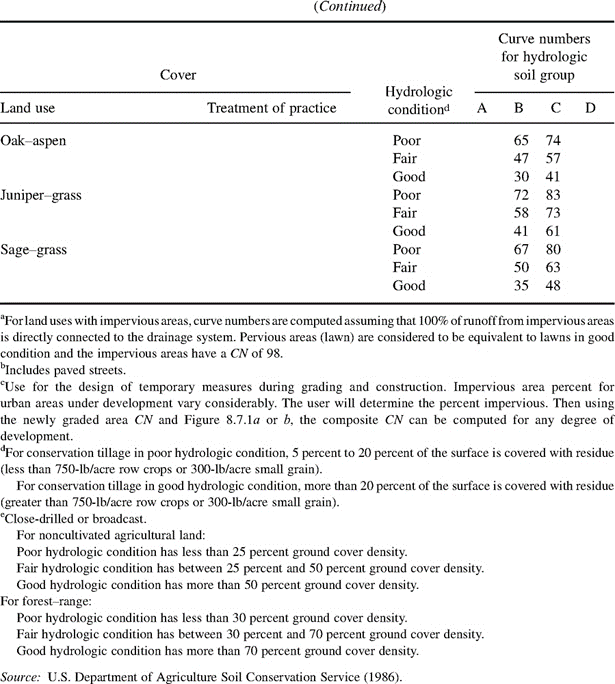 (Continued)
Curve numbers
for hydrologic
soil group
Cover
Hydrologic
conditionᵈ
Land use Treatment of practice A B C D
Oak–aspen Poor 65 74
Fair 47 57
Good 30 41
Juniper–grass Poor 72 83
Fair 58 73
Good 41 61
Sage–grass Poor 67 80
Fair 50 63
Good 35 48
ᵃFor land uses with impervious areas, curve numbers are computed assuming that 100% of runoff from impervious areas
is directly connected to the drainage system. Pervious areas (lawn) are considered to be equivalent to lawns in good
condition and the impervious areas have a CN of 98.
ᵇIncludes paved streets.
ᶜUse for the design of temporary measures during grading and construction. Impervious area percent for
urban areas under development vary considerably. The user will determine the percent impervious. Then using
the newly graded area CN and Figure 8.7.1a or b, the composite CN can be computed for any degree of
development.
ᵈFor conservation tillage in poor hydrologic condition, 5 percent to 20 percent of the surface is covered with residue
(less than 750-lb/acre row crops or 300-lb/acre small grain).
For conservation tillage in good hydrologic condition, more than 20 percent of the surface is covered with residue
(greater than 750-lb/acre row crops or 300-lb/acre small grain).
ᵉClose-drilled or broadcast.
For noncultivated agricultural land:
Poor hydrologic condition has less than 25 percent ground cover density.
Fair hydrologic condition has between 25 percent and 50 percent ground cover density.
Good hydrologic condition has more than 50 percent ground cover density.
For forest–range:
Poor hydrologic condition has less than 30 percent ground cover density.
Fair hydrologic condition has between 30 percent and 70 percent ground cover density.
Good hydrologic condition has more than 70 percent ground cover density.
Source: U.S. Department of Agriculture Soil Conservation Service (1986).